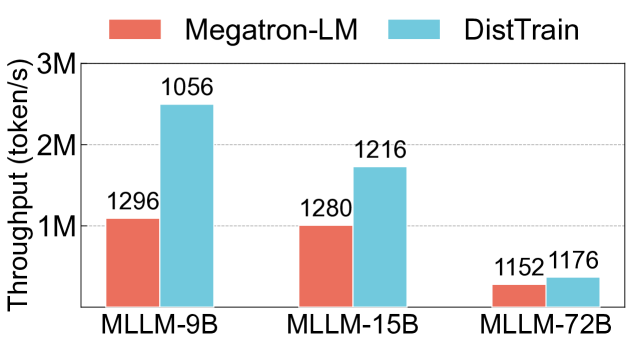 Megatron-LM DistTrain
Throughput (token/s)
3M
2M
1M
1296 1056
1280 1216
1152 1176
MLLM-9B MLLM-15B MLLM-72B